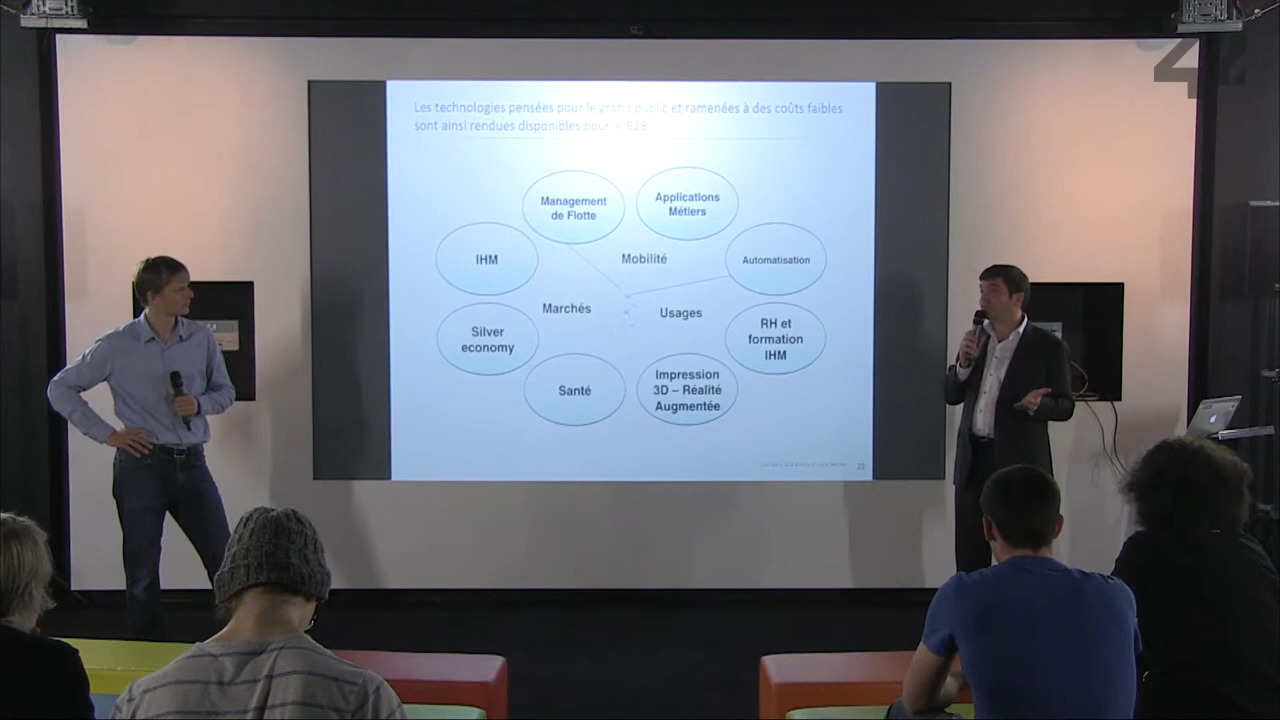 42
Les technologies pensées pour le grand public et ramenées à des coûts faibles
sont ainsi rendues disponibles pour le B2B
Management
de Flotte
Applications
Métiers
IHM
Mobilité
Automatisation
Marchés
Usages
Silver
economy
RH et
formation
IHM
Santé
Impression
3D – Réalité
Augmentée
22